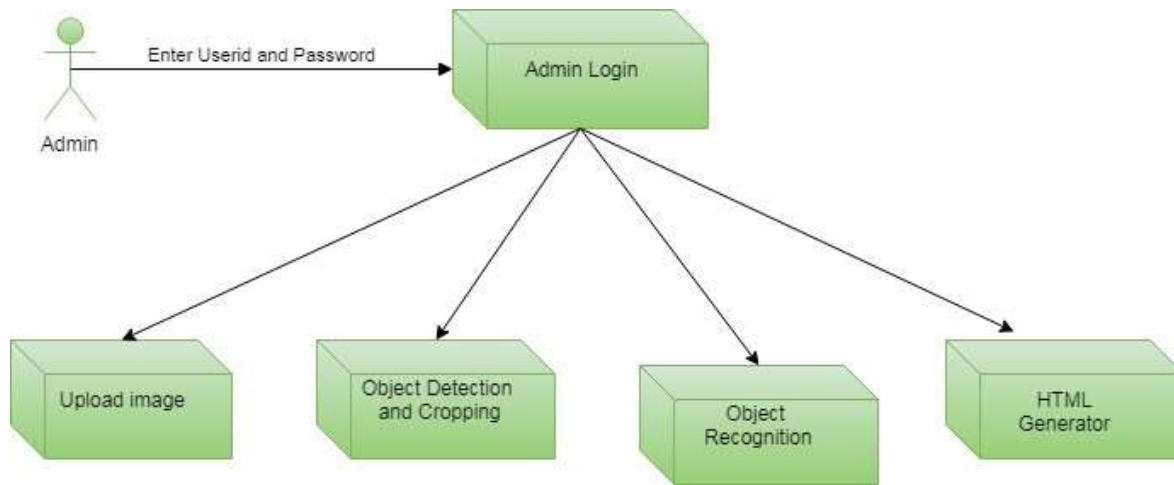 Enter Userid and Password
Admin Login
Admin
Upload image
Object Detection
and Cropping
Object
Recognition
HTML
Generator